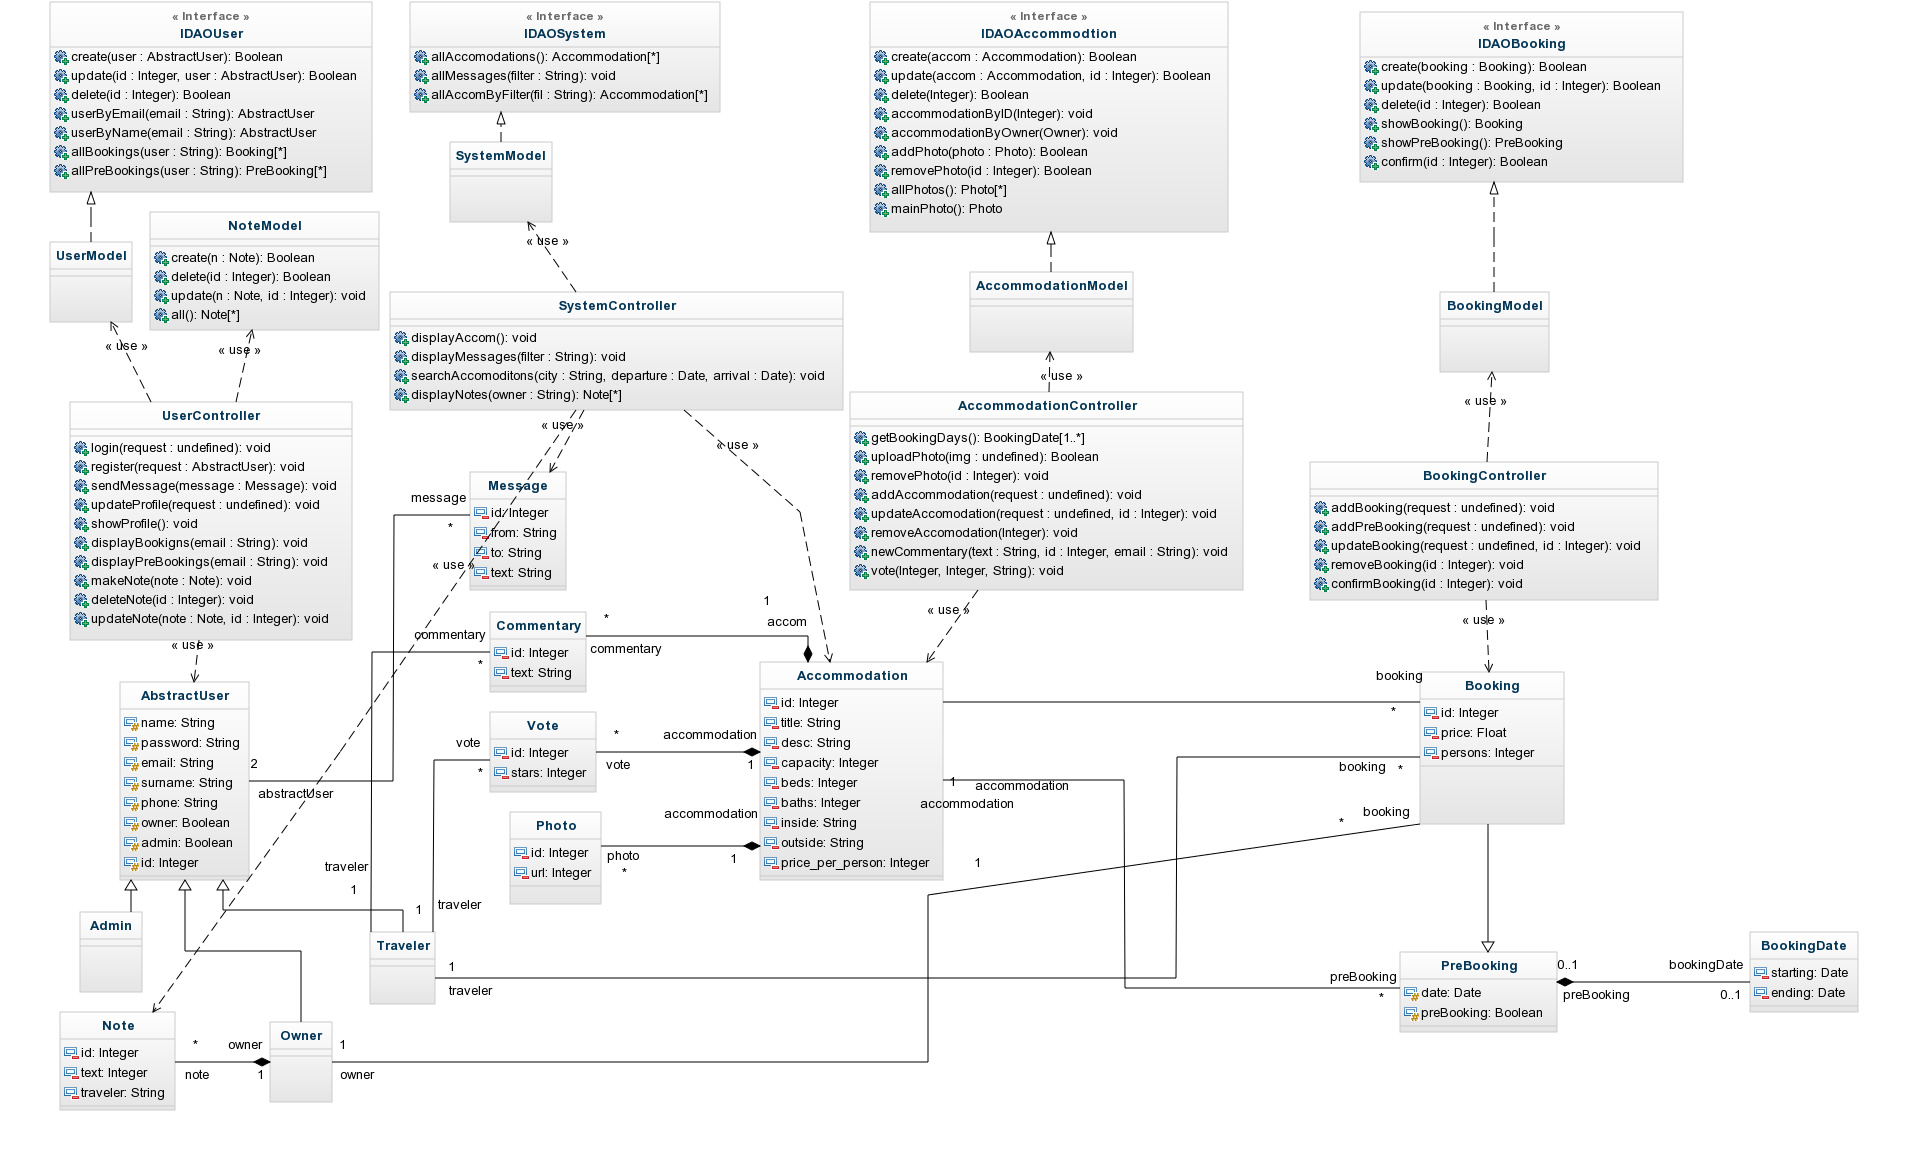 « Interface »
IDAOUser
create(user : AbstractUser): Boolean
update(id : Integer, user : AbstractUser): Boolean
delete(id : Integer): Boolean
userByEmail(email : String): AbstractUser
userByName(email : String): AbstractUser
allBookings(user : String): Booking[*]
allPreBookings(user : String): PreBooking[*]
« Interface »
IDAOSystem
allAccomodations(): Accommodation[*]
allMessages(filter : String): void
allAccomByFilter(fil : String): Accommodation[*]
« Interface »
IDAOAccommodtion
create(accom : Accommodation): Boolean
update(accom : Accommodation, id : Integer): Boolean
delete(Integer): Boolean
accommodationByID(Integer): void
accommodationByOwner(Owner): void
addPhoto(photo : Photo): Boolean
removePhoto(id : Integer): Boolean
allPhotos(): Photo[*]
mainPhoto(): Photo
« Interface »
IDAOBooking
create(booking : Booking): Boolean
update(booking : Booking, id : Integer): Boolean
delete(id : Integer): Boolean
showBooking(): Booking
showPreBooking(): PreBooking
confirm(id : Integer): Boolean
UserModel
NoteModel
create(n : Note): Boolean
delete(id : Integer): Boolean
update(n : Note, id : Integer): void
all(): Note[*]
SystemModel
AccommodationModel
BookingModel
« use »
« use »
« use »
« use »
« use »
SystemController
displayAccom(): void
displayMessages(filter : String): void
searchAccomoditons(city : String, departure : Date, arrival : Date): void
displayNotes(owner : String): Note[*]
UserController
login(request : undefined): void
register(request : AbstractUser): void
sendMessage(message : Message): void
updateProfile(request : undefined): void
showProfile(): void
displayBookigns(email : String): void
displayPreBookings(email : String): void
makeNote(note : Note): void
deleteNote(id : Integer): void
updateNote(note : Note, id : Integer): void
AccommodationController
getBookingDays(): BookingDate[1..*]
uploadPhoto(img : undefined): Boolean
removePhoto(id : Integer): void
addAccommodation(request : undefined): void
updateAccomodation(request : undefined, id : Integer): void
removeAccomodation(Integer): void
newCommentary(text : String, id : Integer, email : String): void
vote(Integer, Integer, String): void
BookingController
addBooking(request : undefined): void
addPreBooking(request : undefined): void
updateBooking(request : undefined, id : Integer): void
removeBooking(id : Integer): void
confirmBooking(id : Integer): void
« use »
« use »
« use »
« use »
« use »
« use »
Message
id: Integer
from: String
to: String
text: String
message
*
Commentary
id: Integer
text: String
commentary
*
*
commentary
1
accom
Vote
id: Integer
stars: Integer
vote
*
*
vote
accommodation
1
Photo
id: Integer
url: Integer
photo
*
accommodation
1
AbstractUser
name: String
password: String
email: String
surname: String
phone: String
owner: Boolean
admin: Boolean
id: Integer
2
abstractUser
Accommodation
id: Integer
title: String
desc: String
capacity: Integer
beds: Integer
baths: Integer
inside: String
outside: String
price_per_person: Integer
1
accommodation
accommodation
1
Booking
id: Integer
price: Float
persons: Integer
booking
*
booking
*
booking
*
Admin
Traveler
traveler
1
1
traveler
1
traveler
Note
id: Integer
text: Integer
traveler: String
*
note
owner
1
Owner
1
owner
PreBooking
date: Date
preBooking: Boolean
preBooking
*
0..1
preBooking
bookingDate
0..1
BookingDate
starting: Date
ending: Date